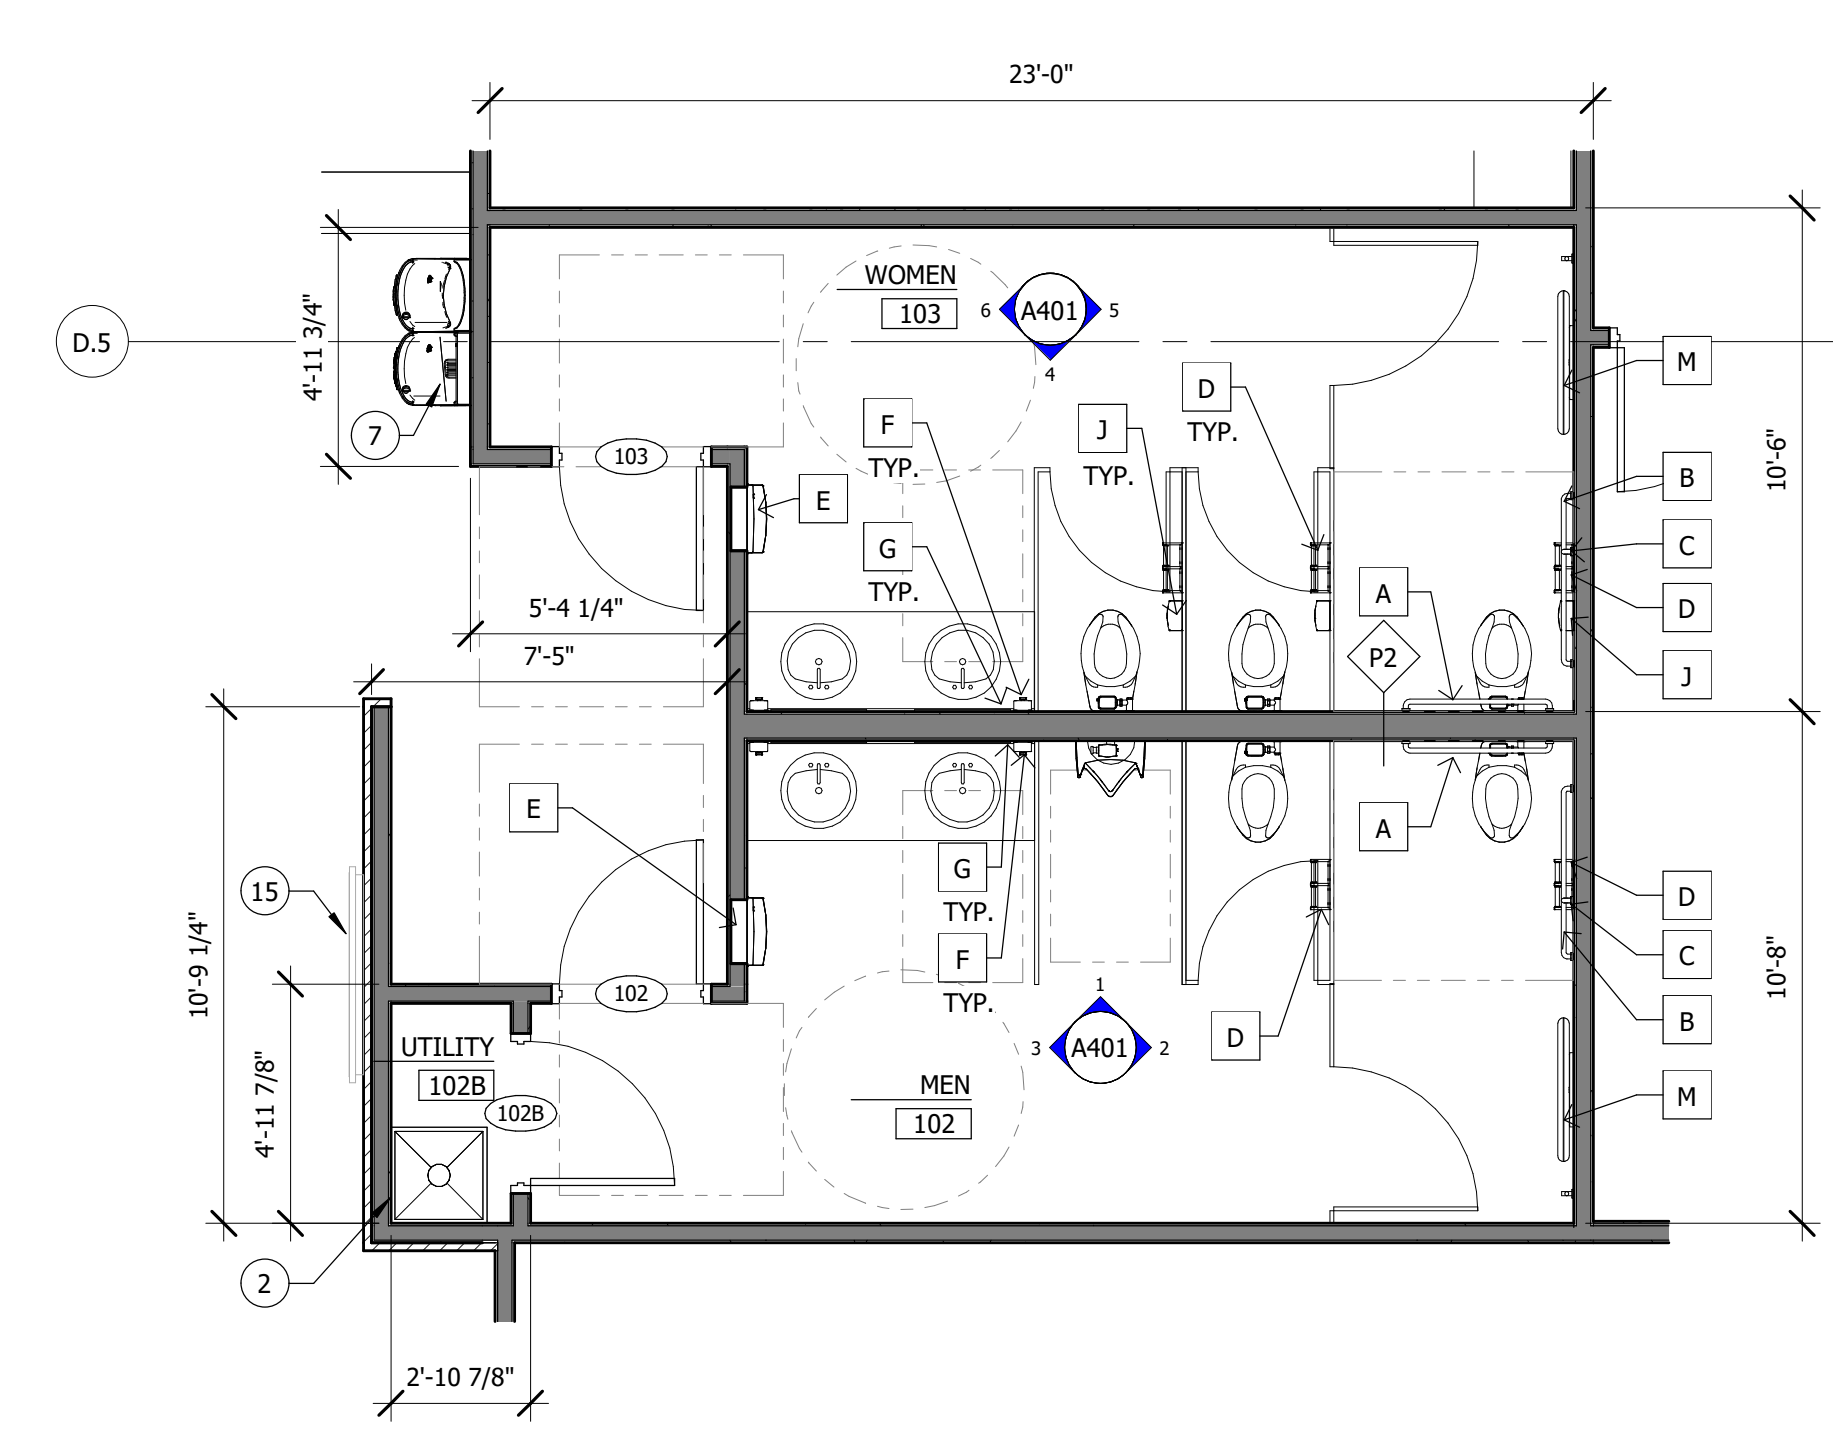 23'-0"
WOMEN
103
6
A401
5
4
D.5
4'-11 3/4"
7
103
F
TYP.
J
TYP.
D
TYP.
M
10'-6"
B
E
G
TYP.
C
A
D
5'-4 1/4"
7'-5"
P2
J
E
A
15
G
TYP.
D
10'-9 1/4"
F
TYP.
C
10'-8"
102
1
B
D
3
A401
2
UTILITY
102B
102B
4'-11 7/8"
MEN
102
M
2
2'-10 7/8"